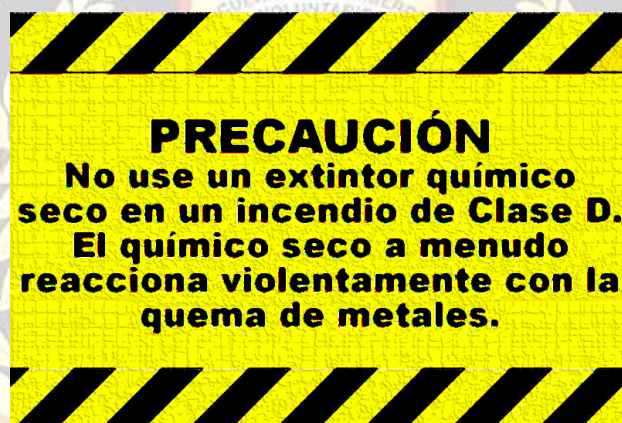 PRECAUCIÓN
No use un extintor químico
seco en un incendio de Clase D.
El químico seco a menudo
reacciona violentamente con la
quema de metales.